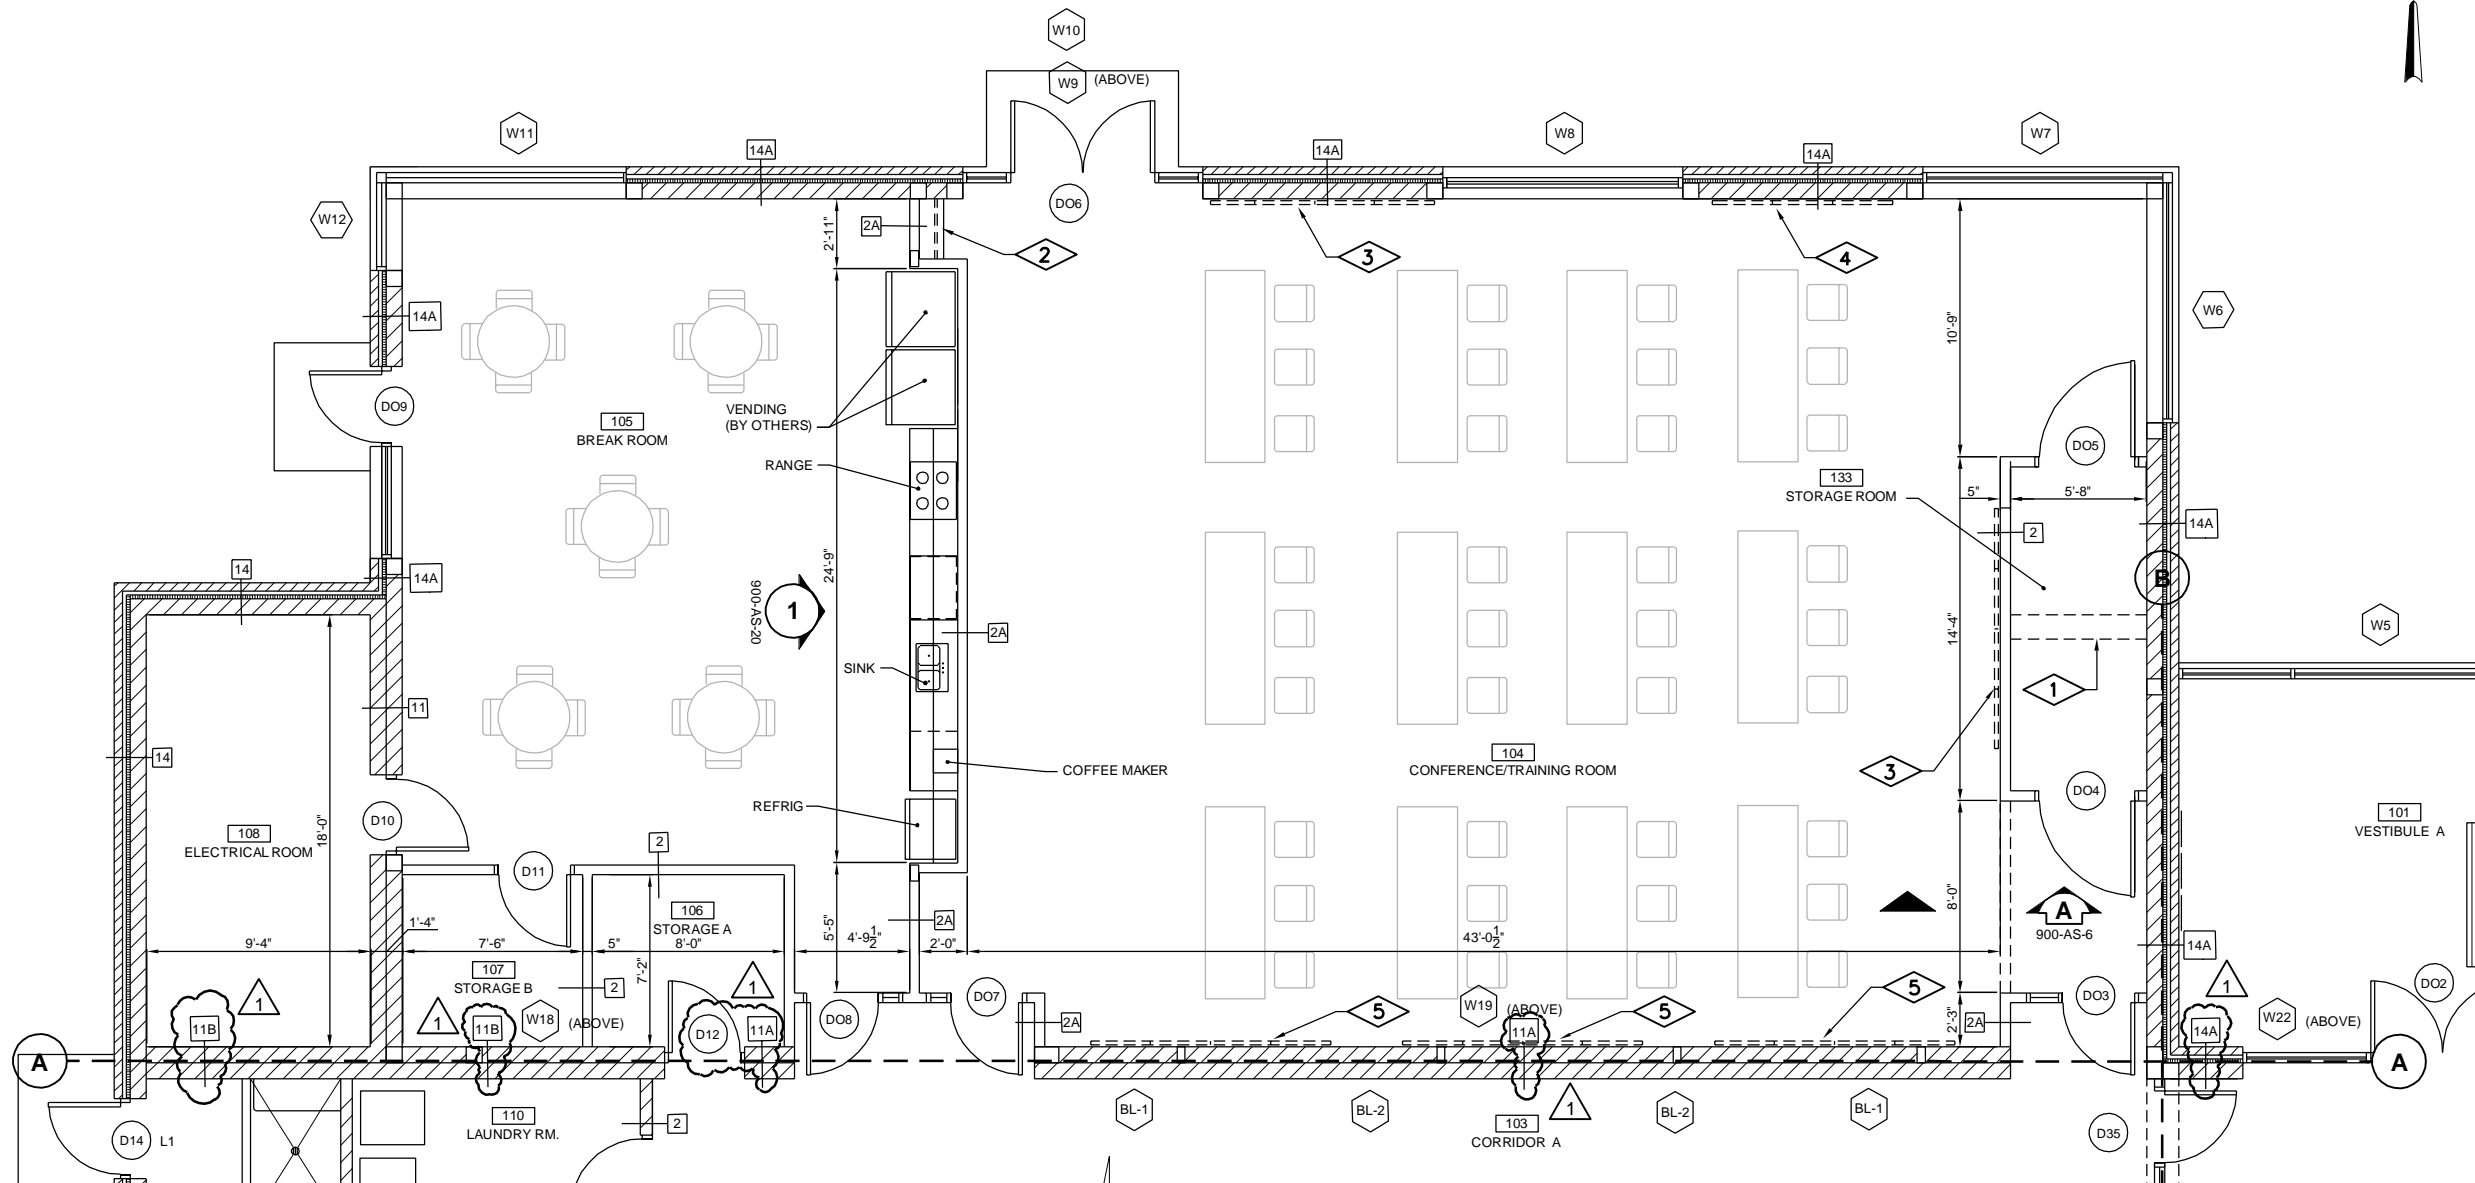 W10
W9 (ABOVE)
W11
W8
W7
14A
14A
14A
W12
DO6
2A
2'-11"
2
3
4
10'-9"
W6
14A
DO9
VENDING
(BY OTHERS)
105
BREAK ROOM
RANGE
DO5
133
STORAGE ROOM
5"
5'-8"
2
14A
B
14
14A
900-AS-20
1
24'-9"
2A
14'-4"
W5
SINK
1
11
14
COFFEE MAKER
104
CONFERENCE/TRAINING ROOM
3
DO4
REFRIG
D10
108
ELECTRICAL ROOM
18'-0"
101
VESTIBULE A
2
D11
1'-4"
106
STORAGE A
2A
5'-5"
8'-0"
A
900-AS-6
9'-4"
7'-6"
5"
8'-0"
4'-9 1/2"
2'-0"
43'-0 1/2"
14A
107
STORAGE B
2
7'-2"
1
1
1
1
DO7
5
5
5
DO3
DO2
W19 (ABOVE)
W18 (ABOVE)
11B
11B
D12
11A
DO8
2A
11A
2A
2'-3"
14A
W22 (ABOVE)
A
A
BL-1
BL-2
1
BL-2
BL-1
110
LAUNDRY RM.
2
103
CORRIDOR A
D14 L1
D35